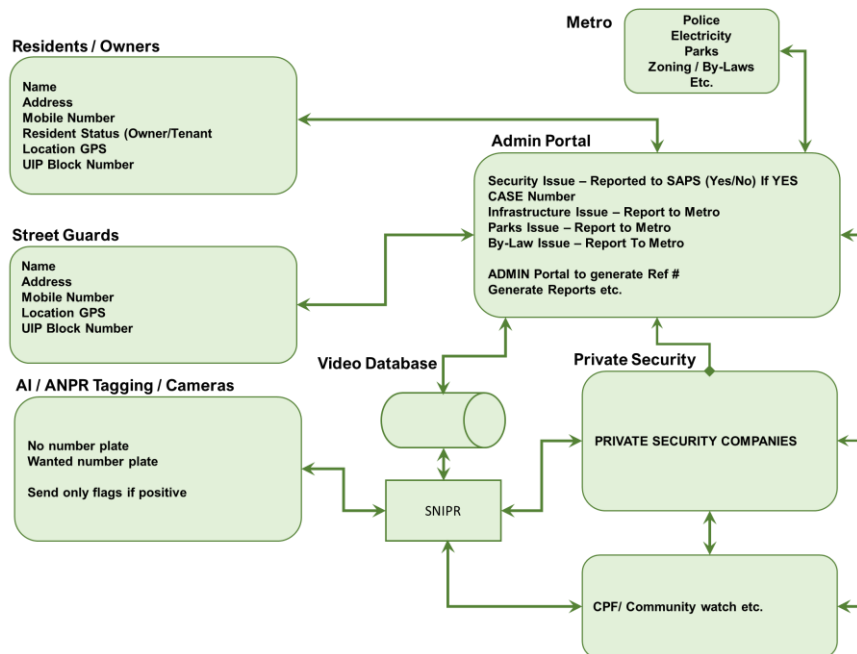 Metro
Police
Electricity
Parks
Zoning / By-Laws
Etc.
Residents / Owners
Name
Address
Mobile Number
Resident Status (Owner/Tenant
Location GPS
UIP Block Number
Admin Portal
Security Issue – Reported to SAPS (Yes/No) If YES
CASE Number
Infrastructure Issue – Report to Metro
Parks Issue – Report to Metro
By-Law Issue – Report To Metro
ADMIN Portal to generate Ref #
Generate Reports etc.
Street Guards
Name
Address
Mobile Number
Location GPS
UIP Block Number
Video Database
Private Security
AI / ANPR Tagging / Cameras
No number plate
Wanted number plate
Send only flags if positive
PRIVATE SECURITY COMPANIES
SNIPR
CPF/ Community watch etc.